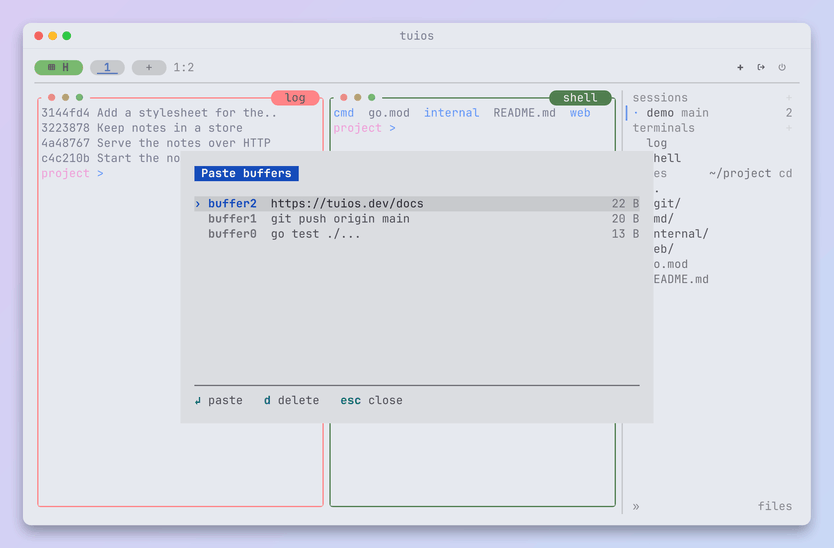 tuios
H 1 + 1:2 +
log
shell
sessions +
3144fd4 Add a stylesheet for the..
cmd go.mod internal README.md web
· demo main 2
3223878 Keep notes in a store
project >
terminals +
4a48767 Serve the notes over HTTP
log
c4c210b Start the no
hell
project >
es ~/project cd
Paste buffers
.
› buffer2 https://tuios.dev/docs 22 B
git/
buffer1 git push origin main 20 B
md/
buffer0 go test ./... 13 B
nternal/
eb/
o.mod
EADME.md
↲ paste d delete esc close
» files